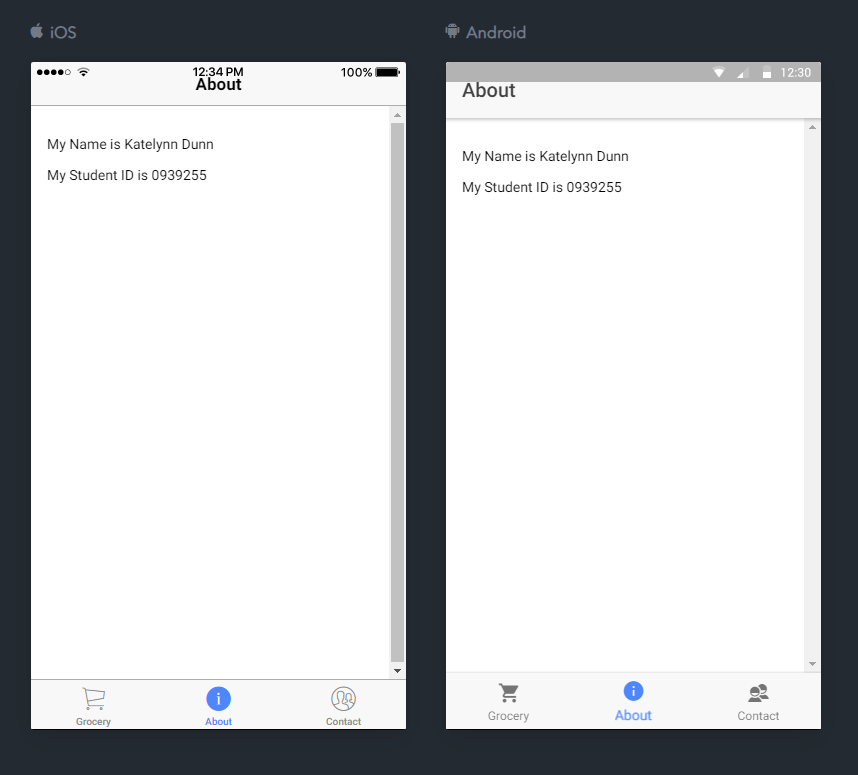 iOS
12:34 PM
100%
About
My Name is Katelynn Dunn
My Student ID is 0939255
Grocery
About
Contact
Android
12:30
About
My Name is Katelynn Dunn
My Student ID is 0939255
Grocery
About
Contact